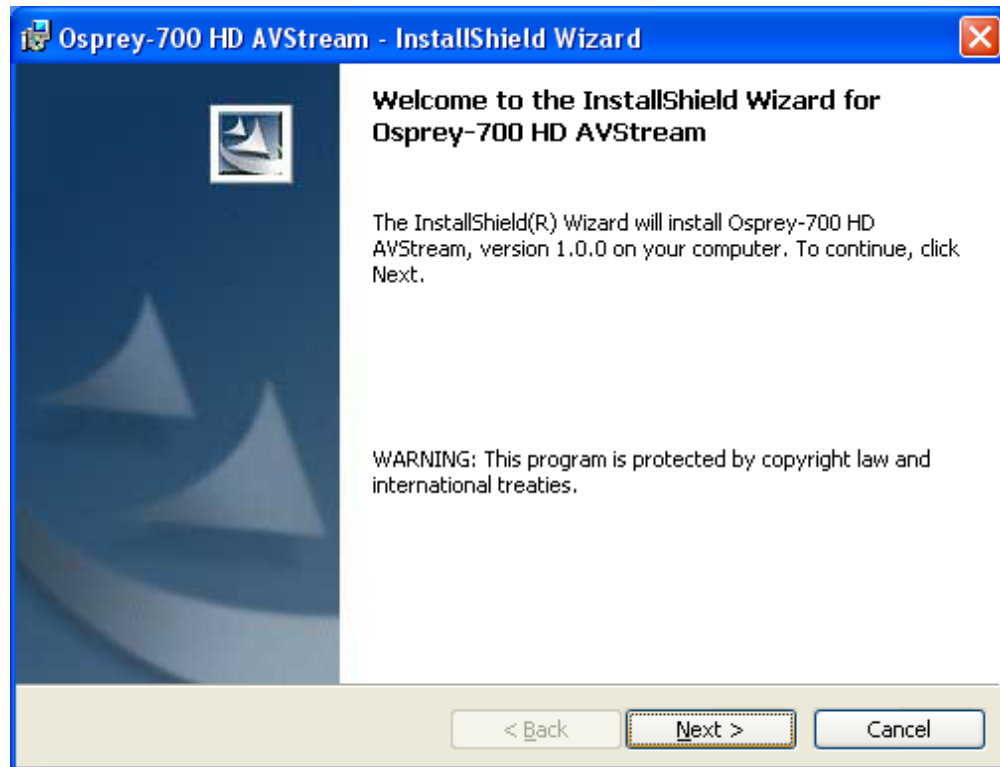 Osprey-700 HD AVStream - InstallShield Wizard
Welcome to the InstallShield Wizard for
Osprey-700 HD AVStream
The InstallShield(R) Wizard will install Osprey-700 HD
AVStream, version 1.0.0 on your computer. To continue, click
Next.
WARNING: This program is protected by copyright law and
international treaties.
< Back
Next >
Cancel